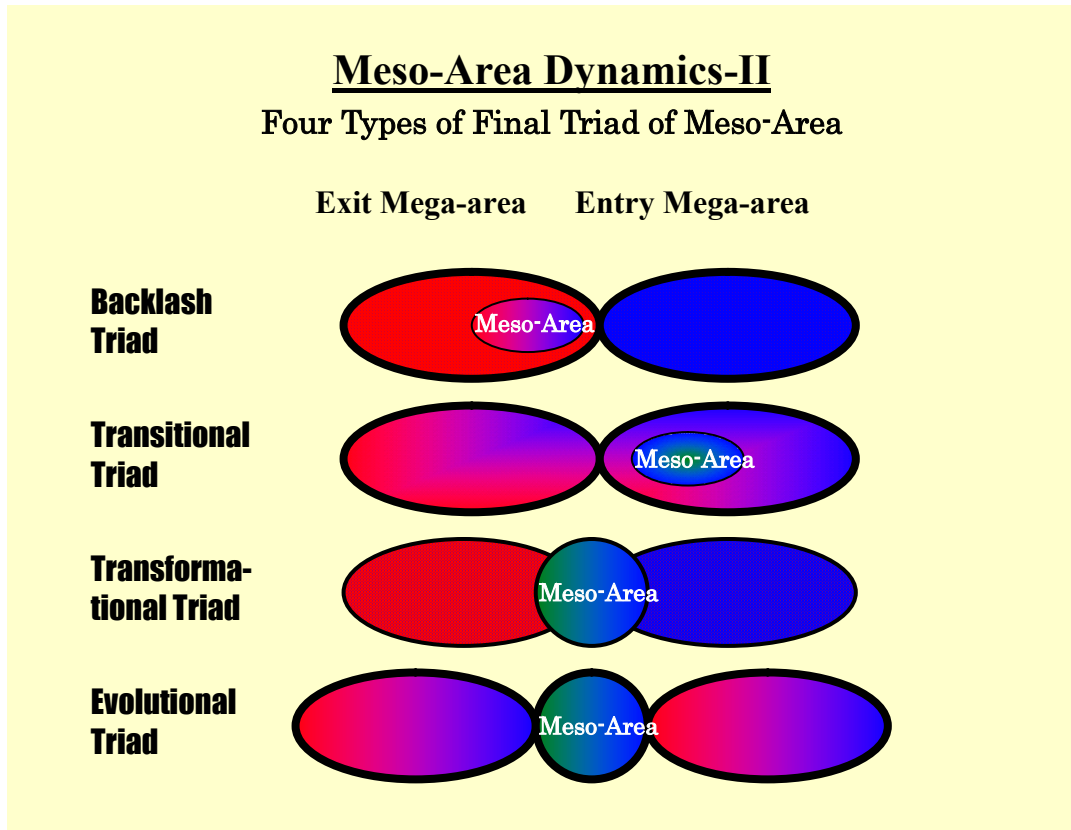 Meso-Area Dynamics-II
Four Types of Final Triad of Meso-Area
Exit Mega-area
Entry Mega-area
Backlash
Triad
Meso-Area
Transitional
Triad
Meso-Area
Transforma-
tional Triad
Meso-Area
Evolutional
Triad
Meso-Area